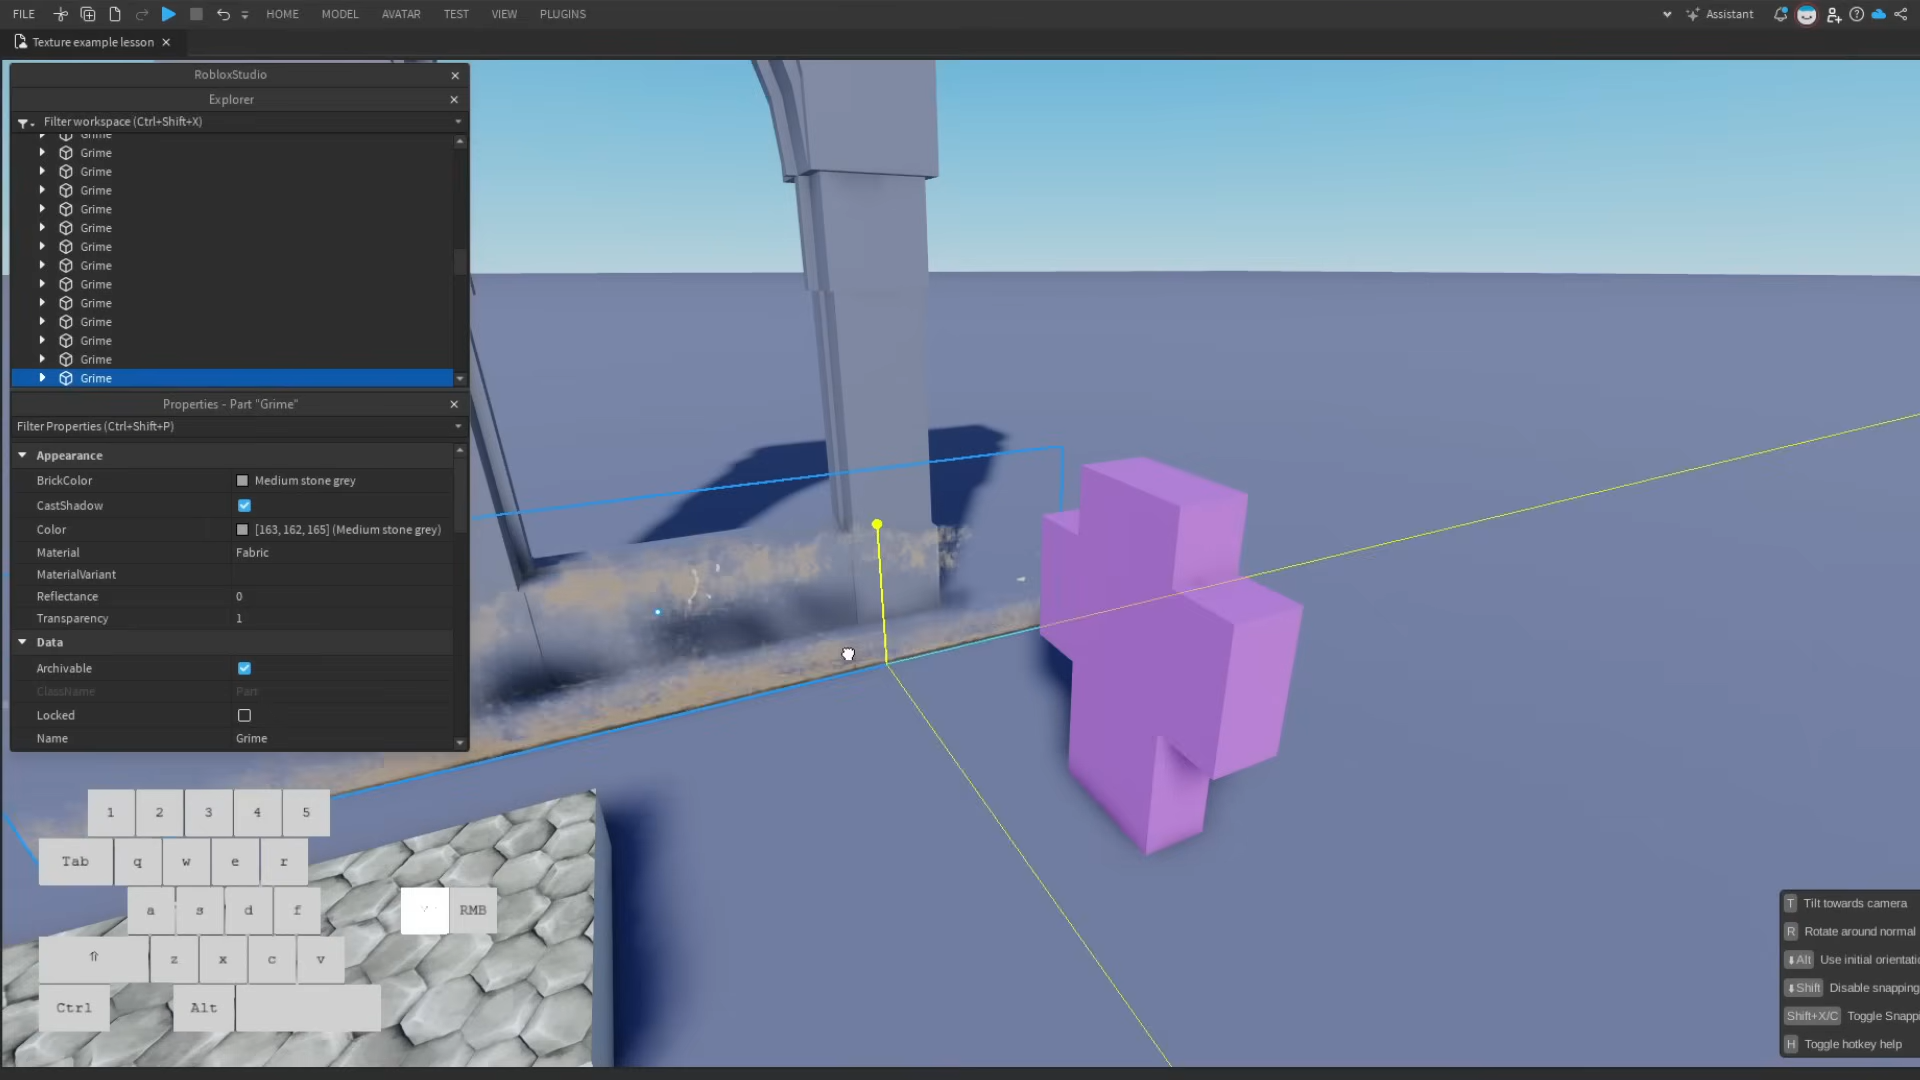 FILE HOME MODEL AVATAR TEST VIEW PLUGINS Assistant
Texture example lesson
RobloxStudio
Explorer
Filter workspace (Ctrl+Shift+X)
Grime
Grime
Grime
Grime
Grime
Grime
Grime
Grime
Grime
Grime
Grime
Grime
Grime
Grime
Properties - Part "Grime"
Filter Properties (Ctrl+Shift+P)
Appearance
BrickColor Medium stone grey
CastShadow
Color [163, 162, 165] (Medium stone grey)
Material Fabric
MaterialVariant
Reflectance 0
Transparency 1
Data
Archivable
ClassName Part
Locked
Name Grime
1 2 3 4 5
Tab q w e r
a s d f RMB
⇑ z x c v
Ctrl Alt
T Tilt towards camera
R Rotate around normal
Alt Use initial orientatio
Shift Disable snapping
Shift+X/C Toggle Snappi
H Toggle hotkey help